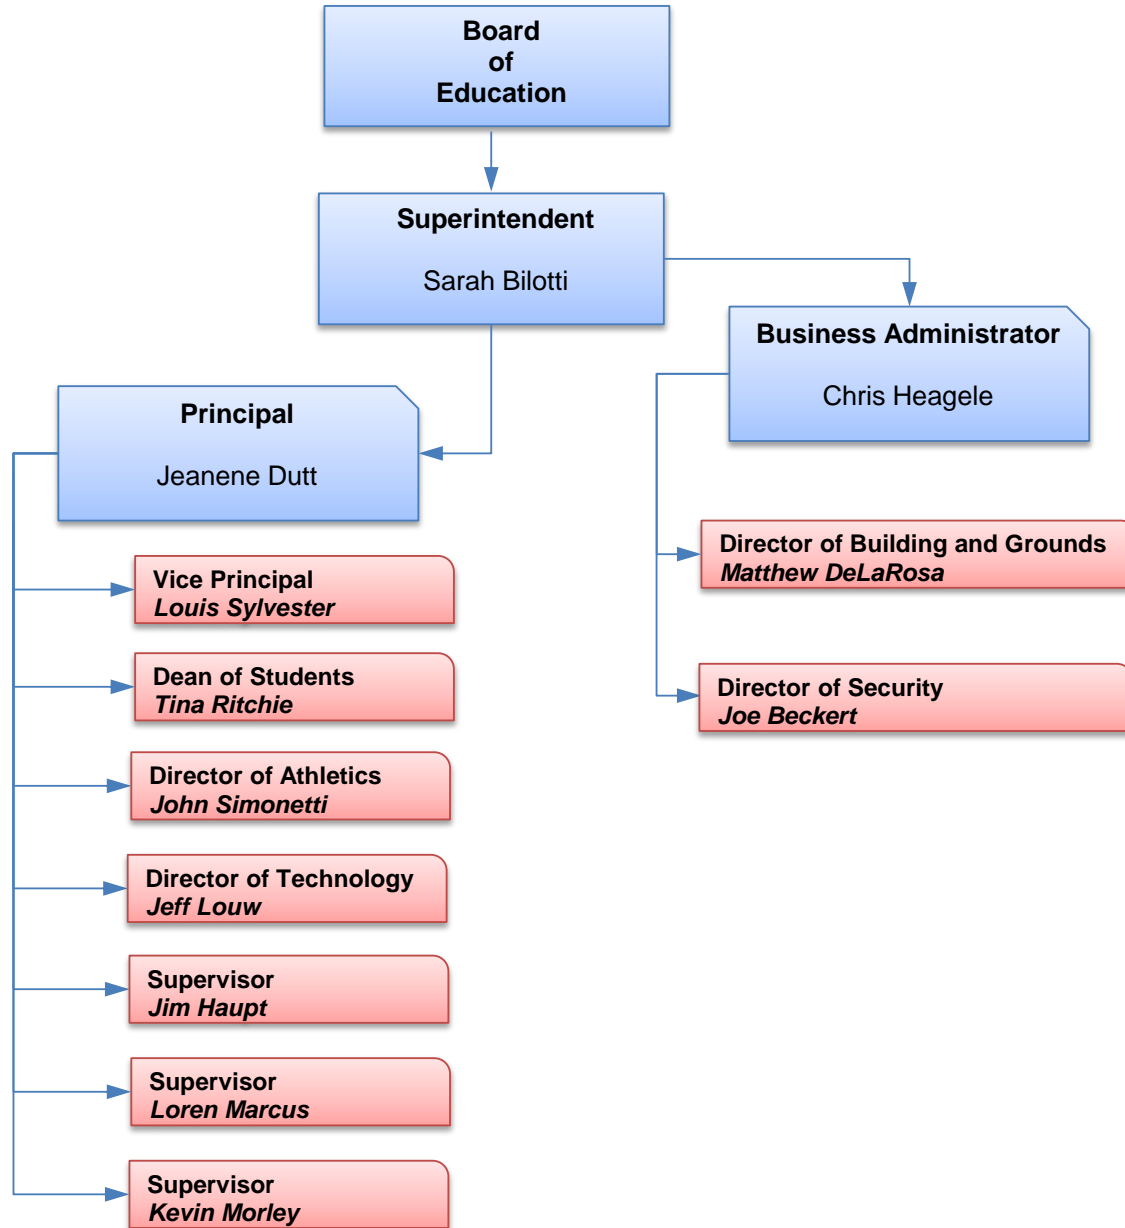 Board
of
Education
Superintendent
Sarah Bilotti
Business Administrator
Chris Heagele
Principal
Jeanene Dutt
Vice Principal
Louis Sylvester
Dean of Students
Tina Ritchie
Director of Athletics
John Simonetti
Director of Technology
Jeff Louw
Supervisor
Jim Haupt
Supervisor
Loren Marcus
Supervisor
Kevin Morley
Director of Building and Grounds
Matthew DeLaRosa
Director of Security
Joe Beckert